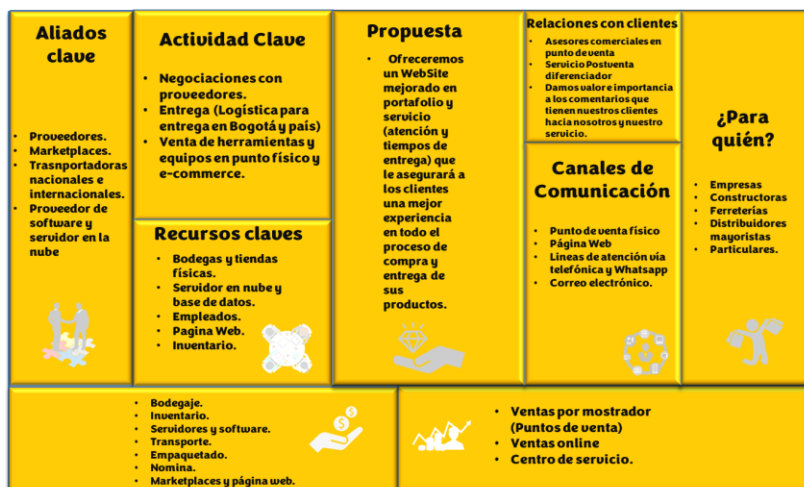 Aliados
clave
• Proveedores.
• Marketplaces.
• Trasnportadoras
nacionales e
internacionales.
• Proveedor de
software y
servidor en la
nube
Actividad Clave
• Negociaciones con
proveedores.
• Entrega (Logística para
entrega en Bogotá y país)
• Venta de herramientas y
equipos en punto físico y
e-commerce.
Recursos claves
• Bodegas y tiendas
físicas.
• Servidor en nube y
base de datos.
• Empleados.
• Pagina Web.
• Inventario.
Propuesta
• Ofreceremos
un WebSite
mejorado en
portafolio y
servicio
(atención y
tiempos de
entrega) que
le asegurará a
los clientes
una mejor
experiencia
en todo el
proceso de
compra y
entrega de
sus
productos.
Relaciones con clientes
• Asesores comerciales en
punto de venta
• Servicio Postventa
diferenciador
• Damos valor e importancia
a los comentarios que
tienen nuestros clientes
hacia nosotros y nuestro
servicio.
Canales de
Comunicación
• Punto de venta físico
• Página Web
• Lineas de atención vía
telefónica y Whatsapp
• Correo electrónico.
¿Para
quién?
• Empresas
• Constructoras
• Ferreterías
• Distribuidores
mayoristas
• Particulares.
• Bodegaje.
• Inventario.
• Servidores y software.
• Transporte.
• Empaquetado.
• Nomina.
• Marketplaces y página web.
• Ventas por mostrador
(Puntos de venta)
• Ventas online
• Centro de servicio.